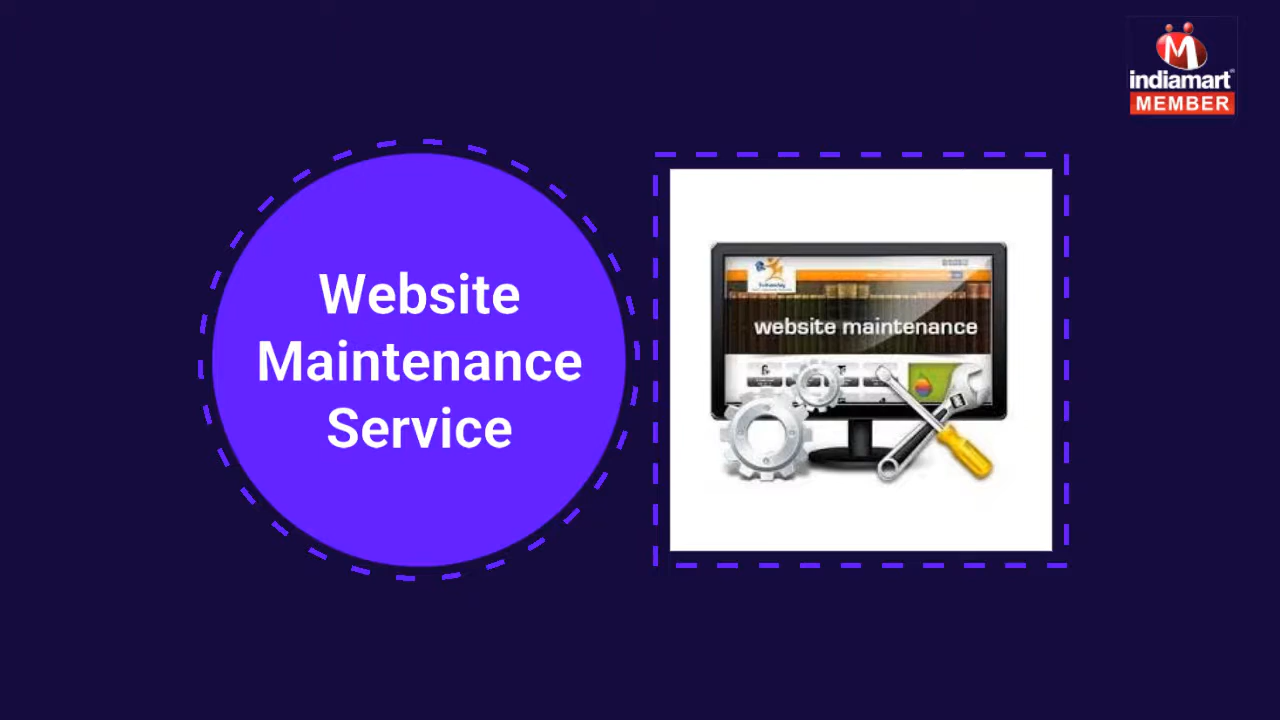 indiamart
MEMBER
Website
Maintenance
Service
website maintenance